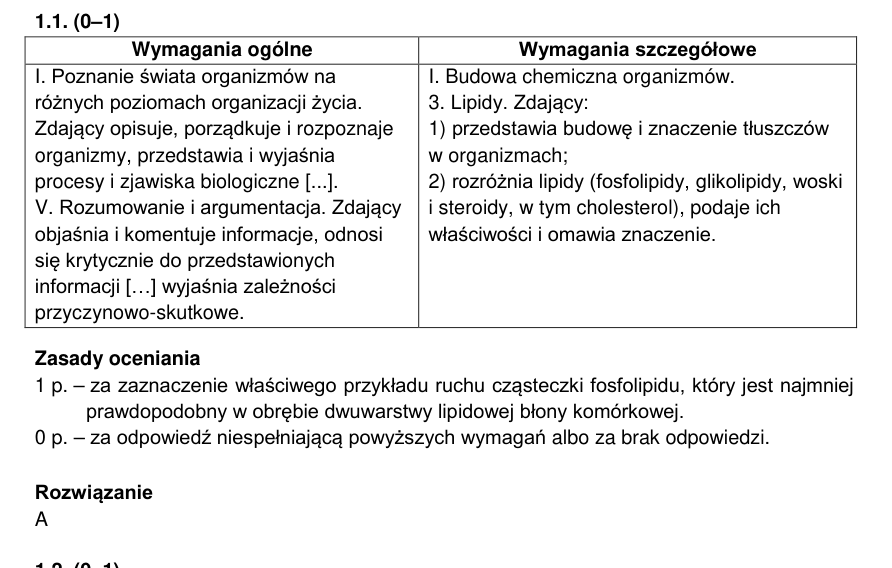 1.1. (0–1)
Wymagania ogólne
Wymagania szczegółowe
I. Poznanie świata organizmów na
różnych poziomach organizacji życia.
Zdający opisuje, porządkuje i rozpoznaje
organizmy, przedstawia i wyjaśnia
procesy i zjawiska biologiczne [...].
V. Rozumowanie i argumentacja. Zdający
objaśnia i komentuje informacje, odnosi
się krytycznie do przedstawionych
informacji […] wyjaśnia zależności
przyczynowo-skutkowe.
I. Budowa chemiczna organizmów.
3. Lipidy. Zdający:
1) przedstawia budowę i znaczenie tłuszczów
w organizmach;
2) rozróżnia lipidy (fosfolipidy, glikolipidy, woski
i steroidy, w tym cholesterol), podaje ich
właściwości i omawia znaczenie.
Zasady oceniania
1 p. – za zaznaczenie właściwego przykładu ruchu cząsteczki fosfolipidu, który jest najmniej
prawdopodobny w obrębie dwuwarstwy lipidowej błony komórkowej.
0 p. – za odpowiedź niespełniającą powyższych wymagań albo za brak odpowiedzi.
Rozwiązanie
A
1.2. (0–1)